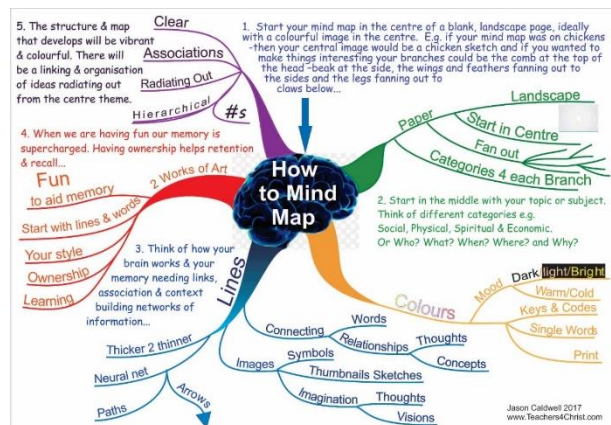 5. The structure & map
that develops will be vibrant
& colourful. There will
be a linking & organisation
of ideas radiating out
from the centre theme.
Clear
Associations
Radiating Out
Hierarchical
#s
1. Start your mind map in the centre of a blank, landscape page, ideally
with a colourful image in the centre. E.g. if your mind map was on chickens
-then your central image would be a chicken sketch and if you wanted to
make things interesting your branches could be the comb at the top of
the head -beak at the side, the wings and feathers fanning out to
the sides and the legs fanning out to
claws below...
Landscape
Paper
Start in Centre
Fan out
Categories 4 each Branch
4. When we are having fun our memory is
supercharged. Having ownership helps retention
& recall...
2 Works of Art
Fun
to aid memory
Start with lines & words
Your style
Ownership
Learning
How
to Mind
Map
2. Start in the middle with your topic or subject.
Think of different categories e.g.
Social, Physical, Spiritual & Economic.
Or Who? What? When? Where? and Why?
3. Think of how your
brain works & your
memory needing links,
association & context
building networks of
information...
Lines
Colours
Mood
Dark light/Bright
Warm/Cold
Keys & Codes
Single Words
Print
Thicker 2 thinner
Neural net
Paths
Arrows
Connecting
Words
Relationships
Thoughts
Concepts
Images
Symbols
Thumbnails Sketches
Imagination
Thoughts
Visions
Jason Caldwell 2017
www.Teachers4Christ.com